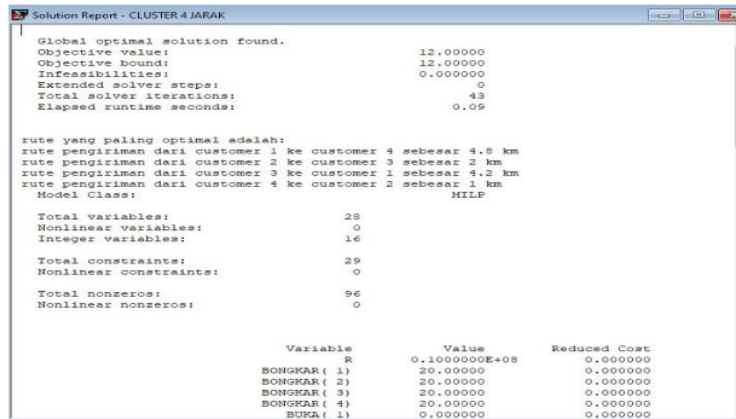 Solution Report - CLUSTER 4 JARAK
Global optimal solution found.
Objective value: 12.00000
Objective bound: 12.00000
Infeasibilities: 0.000000
Extended solver steps: 0
Total solver iterations: 43
Elapsed runtime seconds: 0.09
rute yang paling optimal adalah:
rute pengiriman dari customer 1 ke customer 4 sebesar 4.8 km
rute pengiriman dari customer 2 ke customer 3 sebesar 2 km
rute pengiriman dari customer 3 ke customer 1 sebesar 4.2 km
rute pengiriman dari customer 4 ke customer 2 sebesar 1 km
Model Class: MILP
Total variables: 28
Nonlinear variables: 0
Integer variables: 16
Total constraints: 29
Nonlinear constraints: 0
Total nonzeros: 96
Nonlinear nonzeros: 0
Variable Value Reduced Cost
R 0.1000000E+08 0.000000
BONGKAR( 1) 20.00000 0.000000
BONGKAR( 2) 20.00000 0.000000
BONGKAR( 3) 20.00000 0.000000
BONGKAR( 4) 20.00000 0.000000
BUKA( 1) 0.000000 0.000000